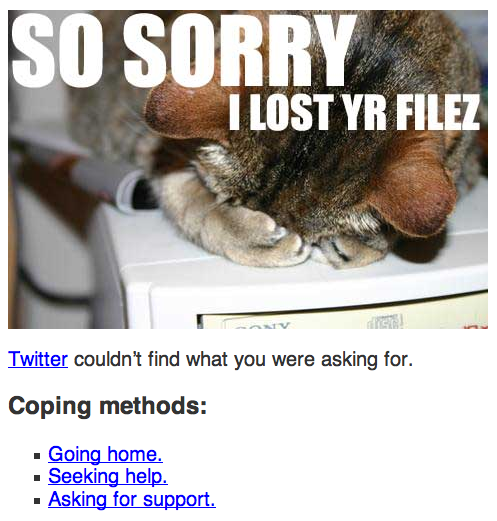 SO SORRY
I LOST YR FILEZ
SONY
Twitter couldn’t find what you were asking for.
Coping methods:
Going home.
Seeking help.
Asking for support.